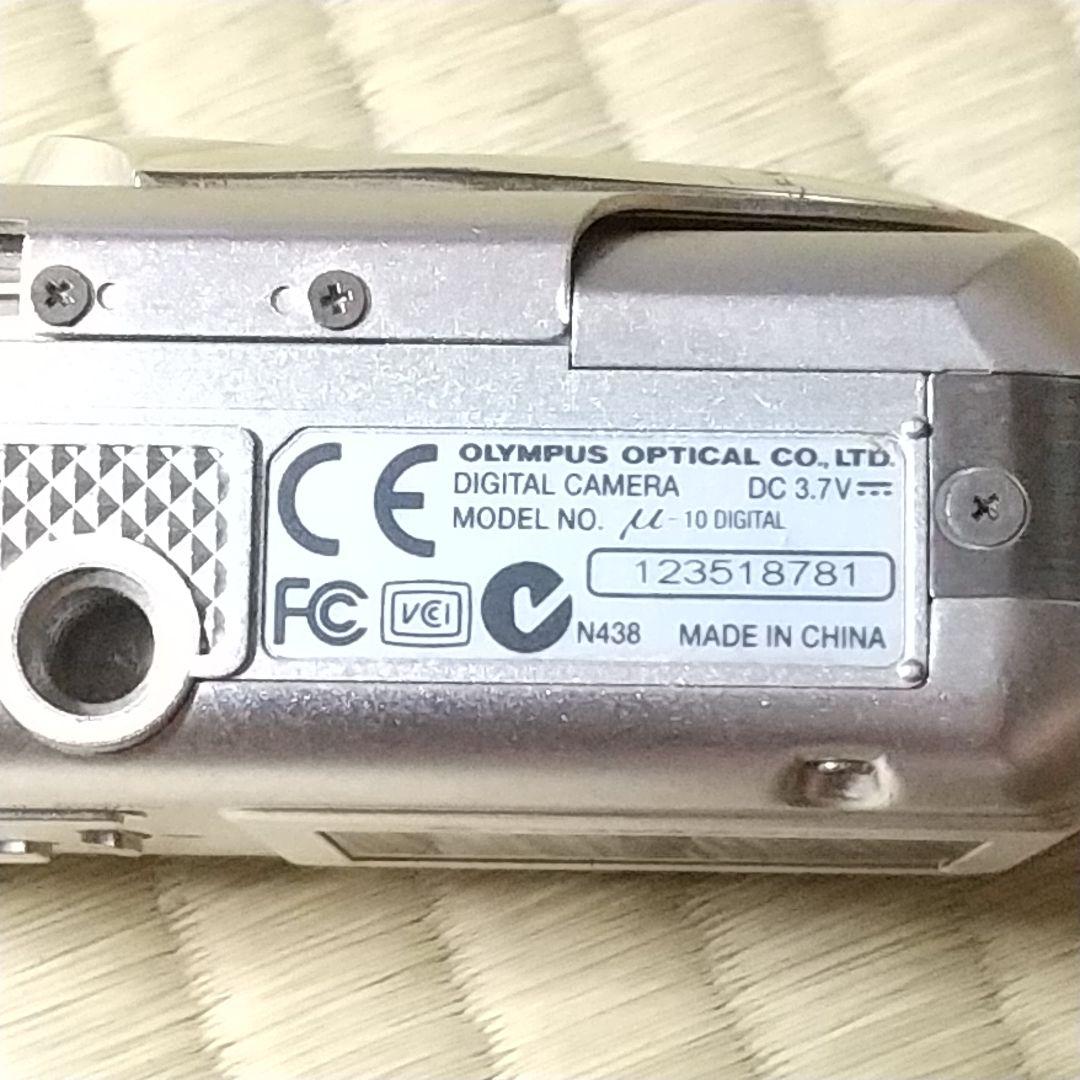 CE OLYMPUS OPTICAL CO., LTD.
DIGITAL CAMERA DC 3.7V
MODEL NO. μ-10 DIGITAL
123518781
FC VCI N438 MADE IN CHINA